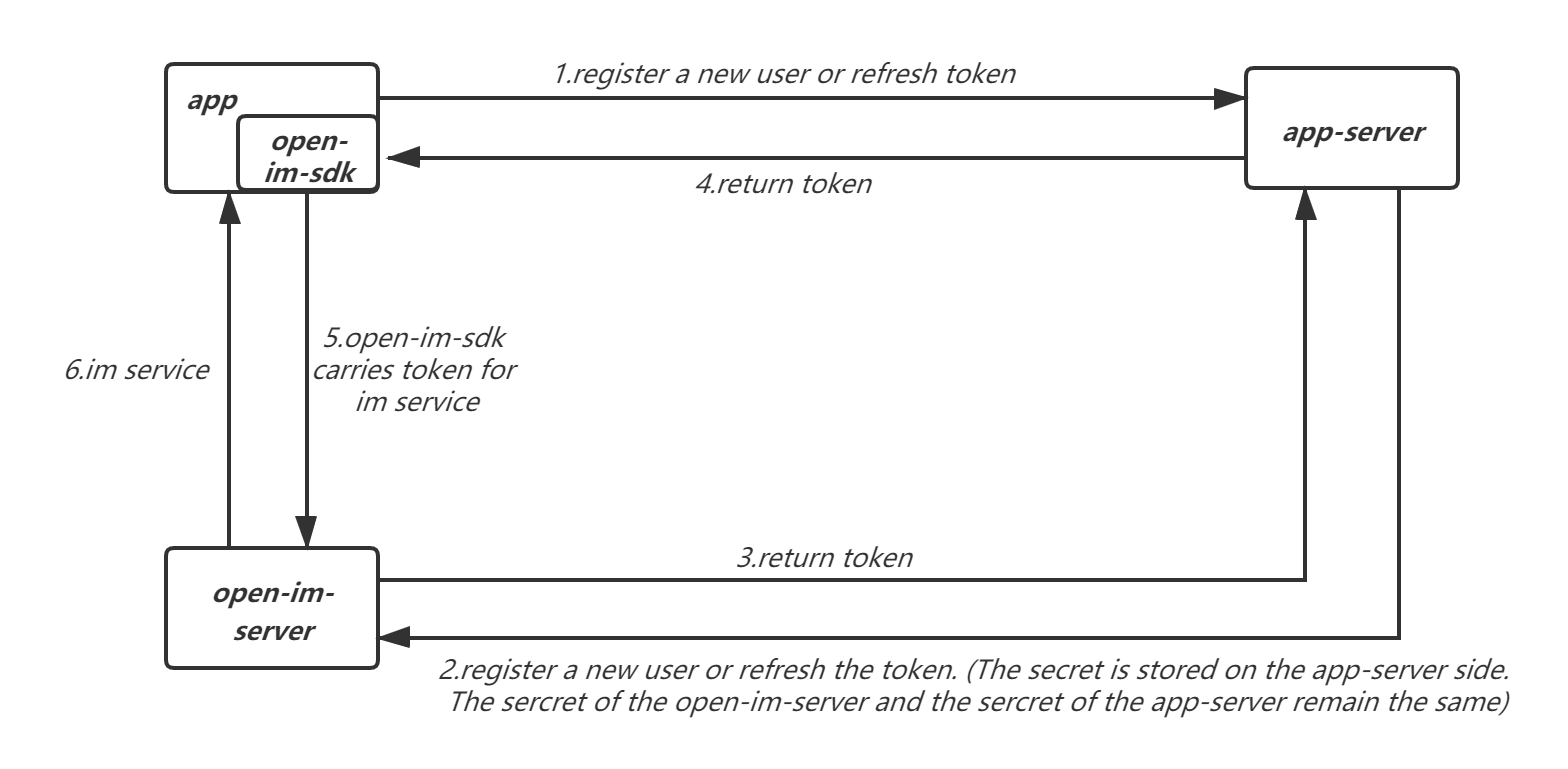 1.register a new user or refresh token
app
open-
im-sdk
app-server
4.return token
5.open-im-sdk
carries token for
im service
6.im service
3.return token
open-im-
server
2.register a new user or refresh the token. (The secret is stored on the app-server side.
The sercret of the open-im-server and the sercret of the app-server remain the same)